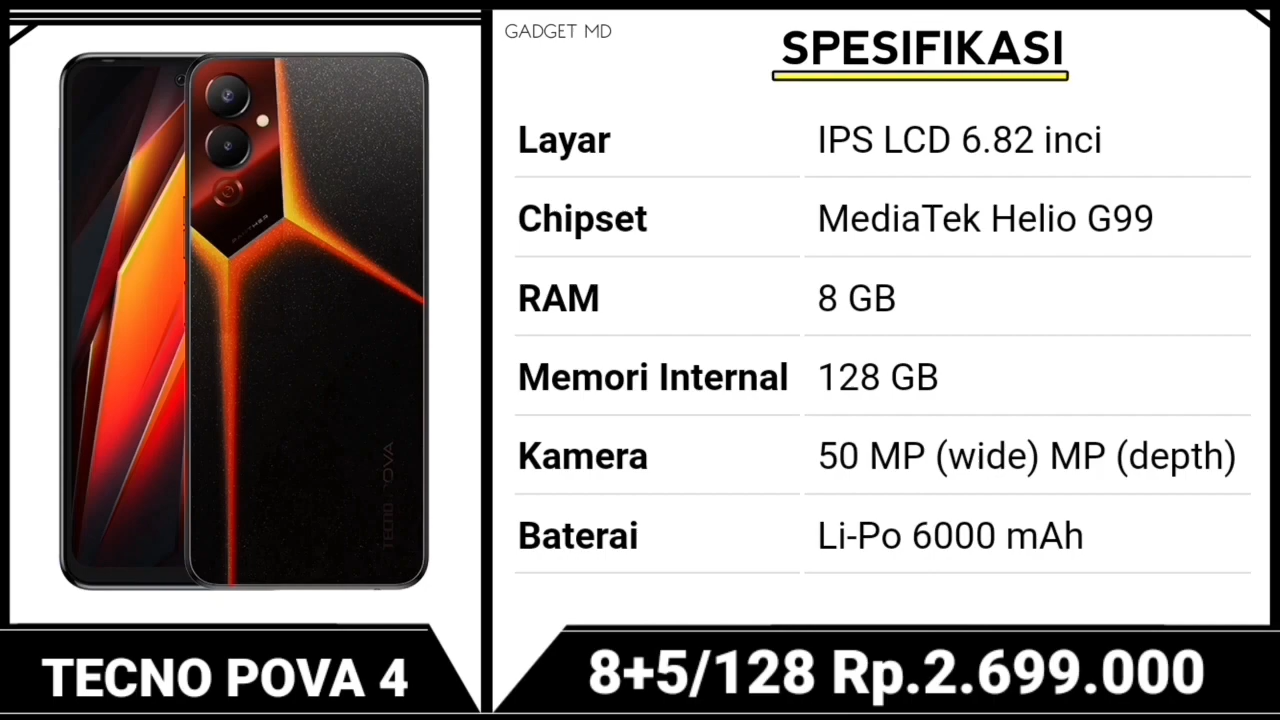 GADGET MD
SPESIFIKASI
Layar IPS LCD 6.82 inci
Chipset MediaTek Helio G99
RAM 8 GB
Memori Internal 128 GB
Kamera 50 MP (wide) MP (depth)
Baterai Li-Po 6000 mAh
TECNO POVA
TECNO POVA 4
8+5/128 Rp.2.699.000